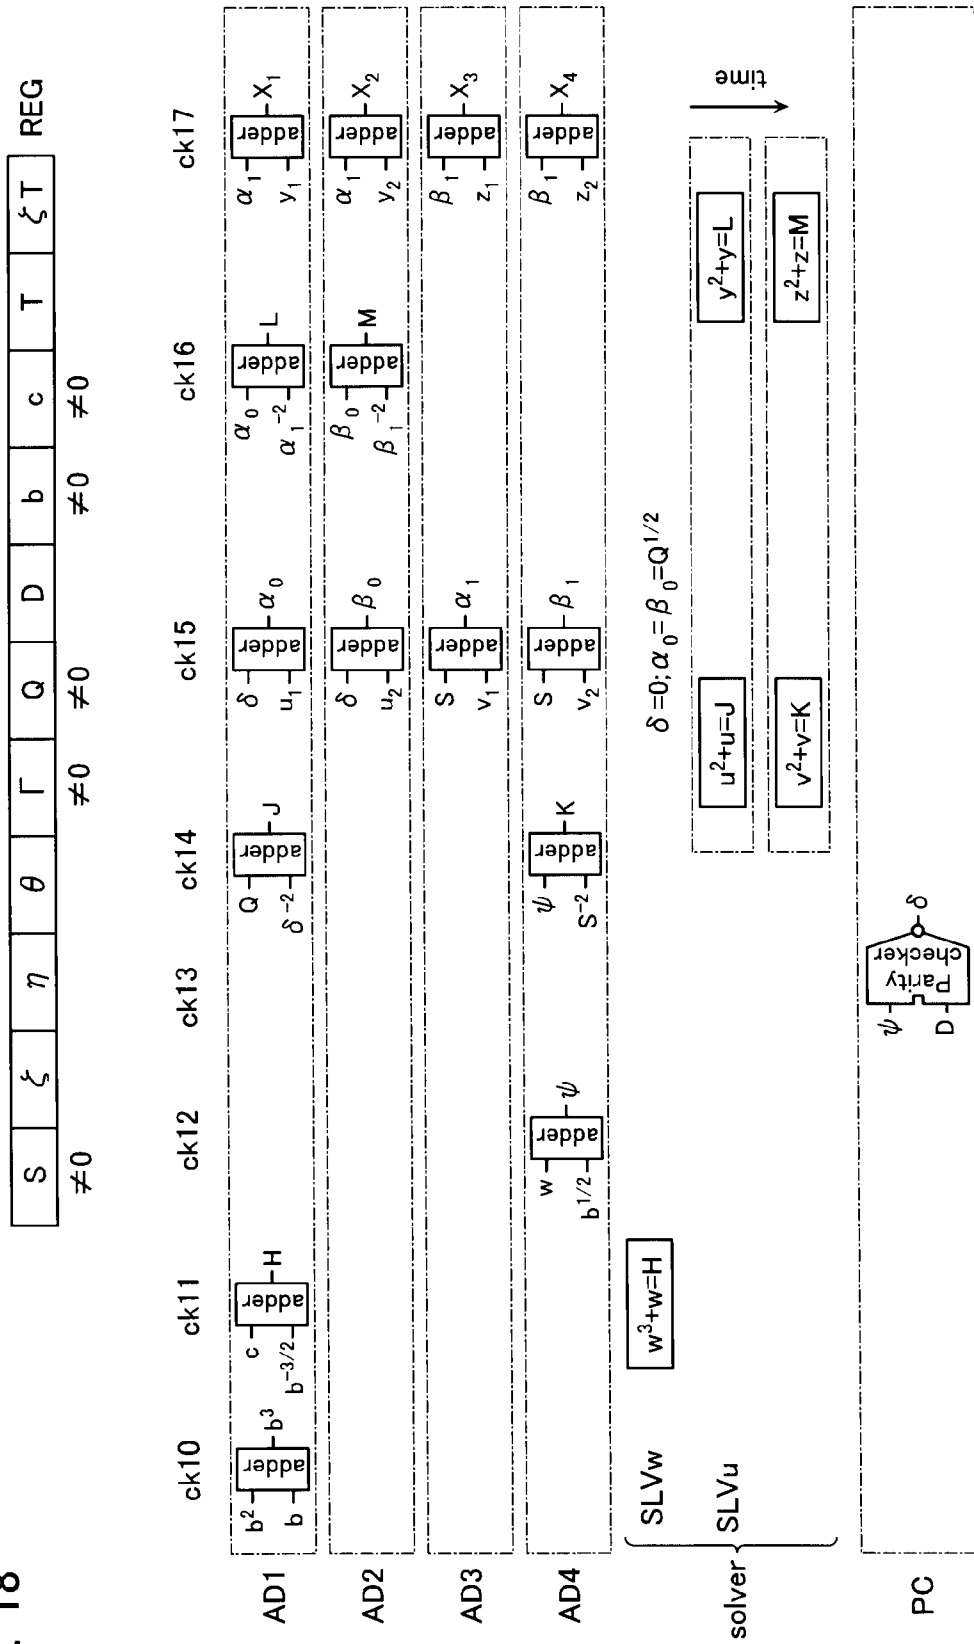 18
S ζ η θ Γ Q D b c T ζT REG
≠0 ≠0 ≠0 ≠0 ≠0
ck10 ck11 ck12 ck13 ck14 ck15 ck16 ck17
AD1
b² b adder b³
c b⁻³/² adder H
Q δ⁻² adder J
δ u₁ adder α₀
α₀ α₁⁻² adder L
α₁ y₁ adder X₁
AD2
δ u₂ adder β₀
β₀ β₁⁻² adder M
α₁ y₂ adder X₂
AD3
S v₁ adder α₁
β₁ z₁ adder X₃
AD4
w b¹/² adder ψ
ψ S⁻² adder K
S v₂ adder β₁
β₁ z₂ adder X₄
solver
SLVw
w³+w=H
δ=0;α₀=β₀=Q¹/²
SLVu
u²+u=J
y²+y=L
v²+v=K
z²+z=M
time
PC
ψ D Parity checker δ